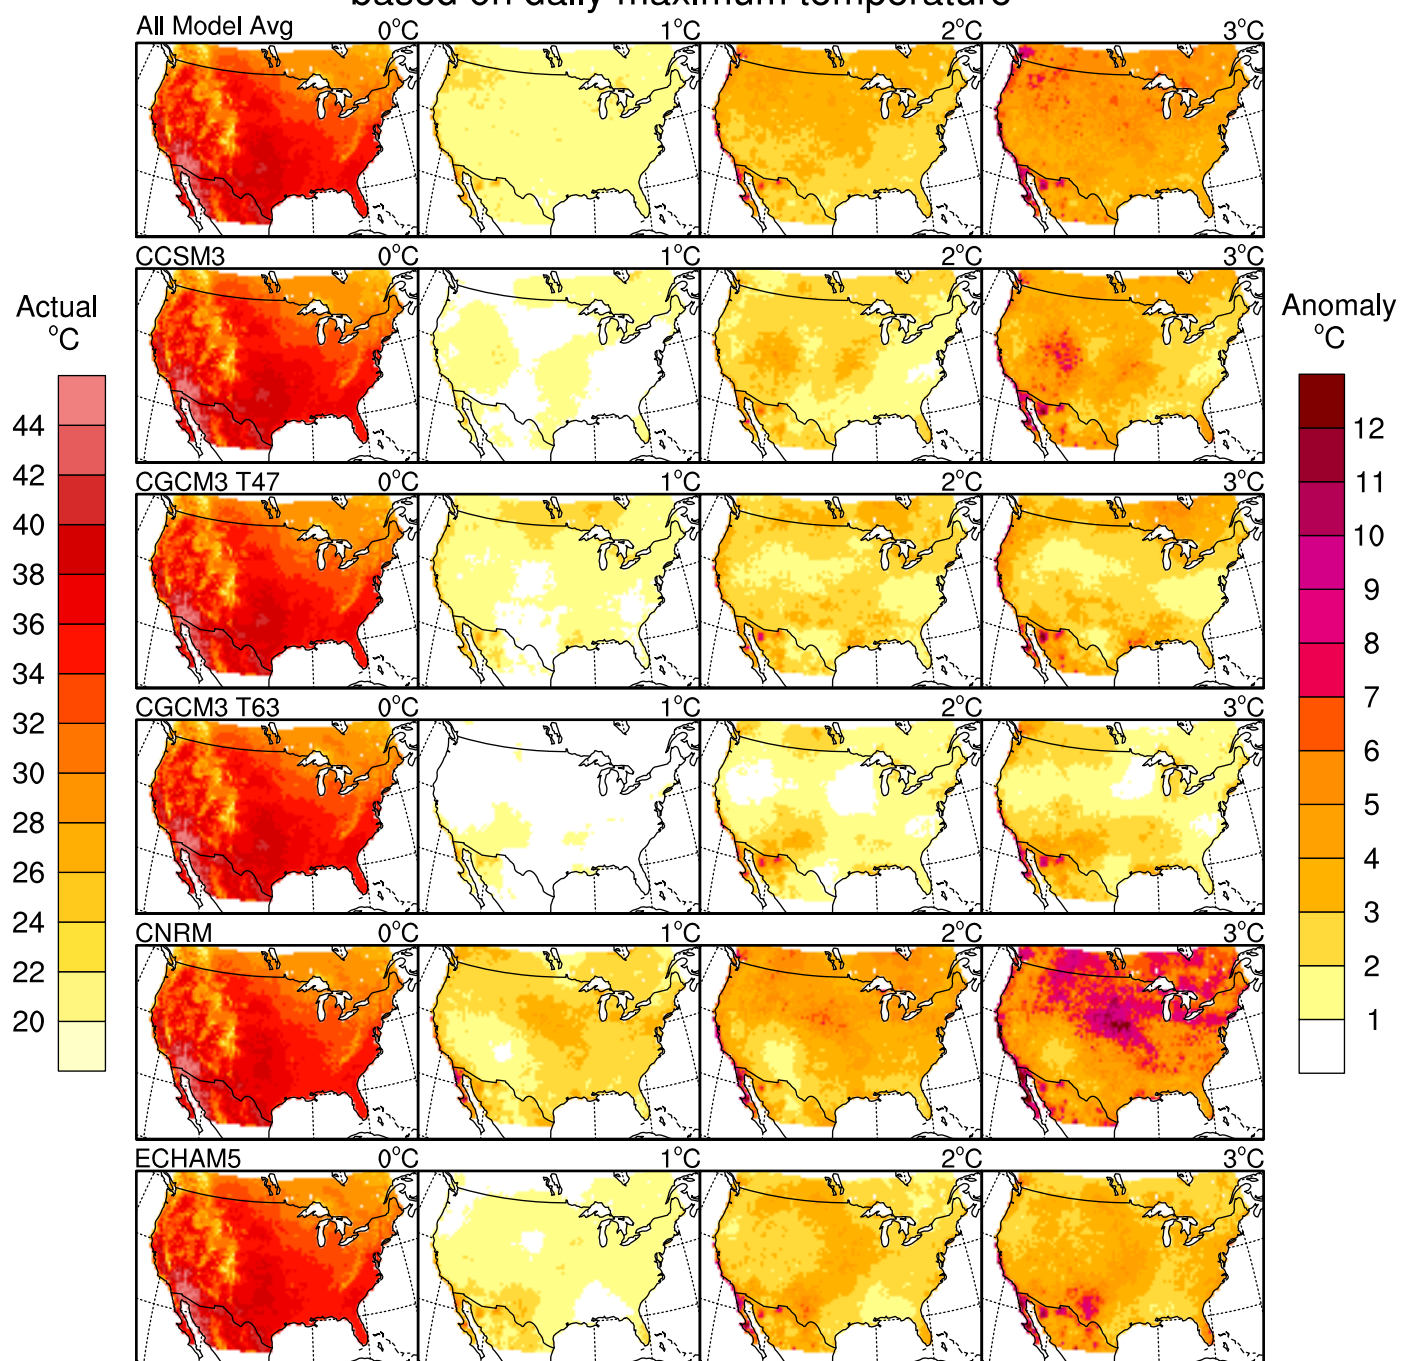 based on daily maximum temperature
All Model Avg 0°C 1°C 2°C 3°C
CCSM3 0°C 1°C 2°C 3°C
Actual
°C
44
42
40
38
36
34
32
30
28
26
24
22
20
Anomaly
°C
12
11
10
9
8
7
6
5
4
3
2
1
CGCM3 T47 0°C 1°C 2°C 3°C
CGCM3 T63 0°C 1°C 2°C 3°C
CNRM 0°C 1°C 2°C 3°C
ECHAM5 0°C 1°C 2°C 3°C